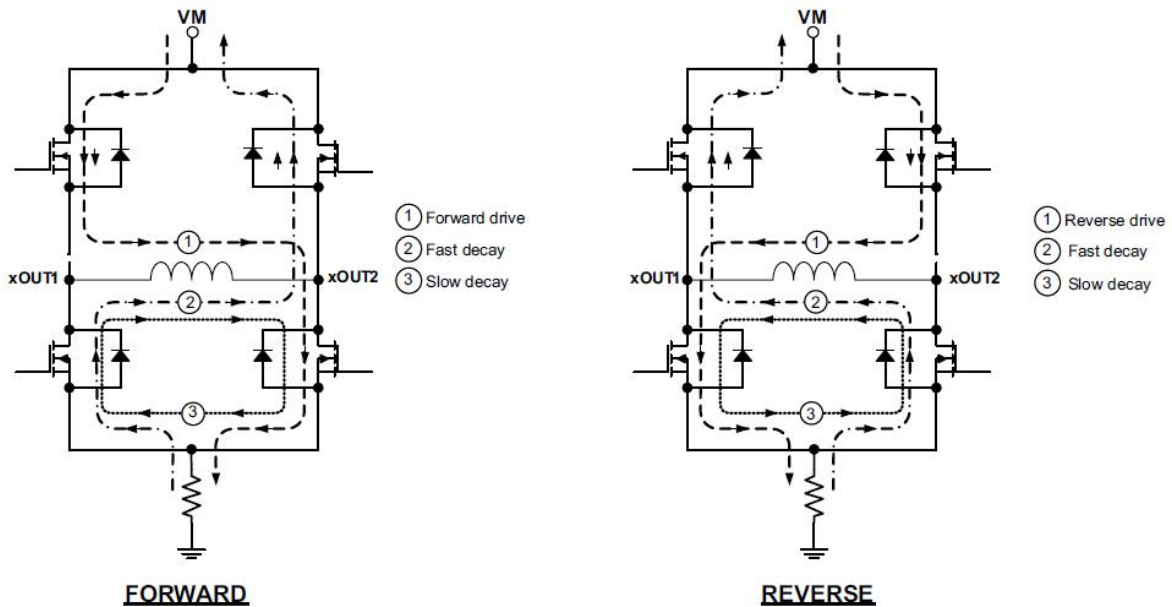 VM
1 Forward drive
2 Fast decay
3 Slow decay
1
xOUT1
xOUT2
2
3
FORWARD
VM
1 Reverse drive
2 Fast decay
3 Slow decay
1
xOUT1
xOUT2
2
3
REVERSE